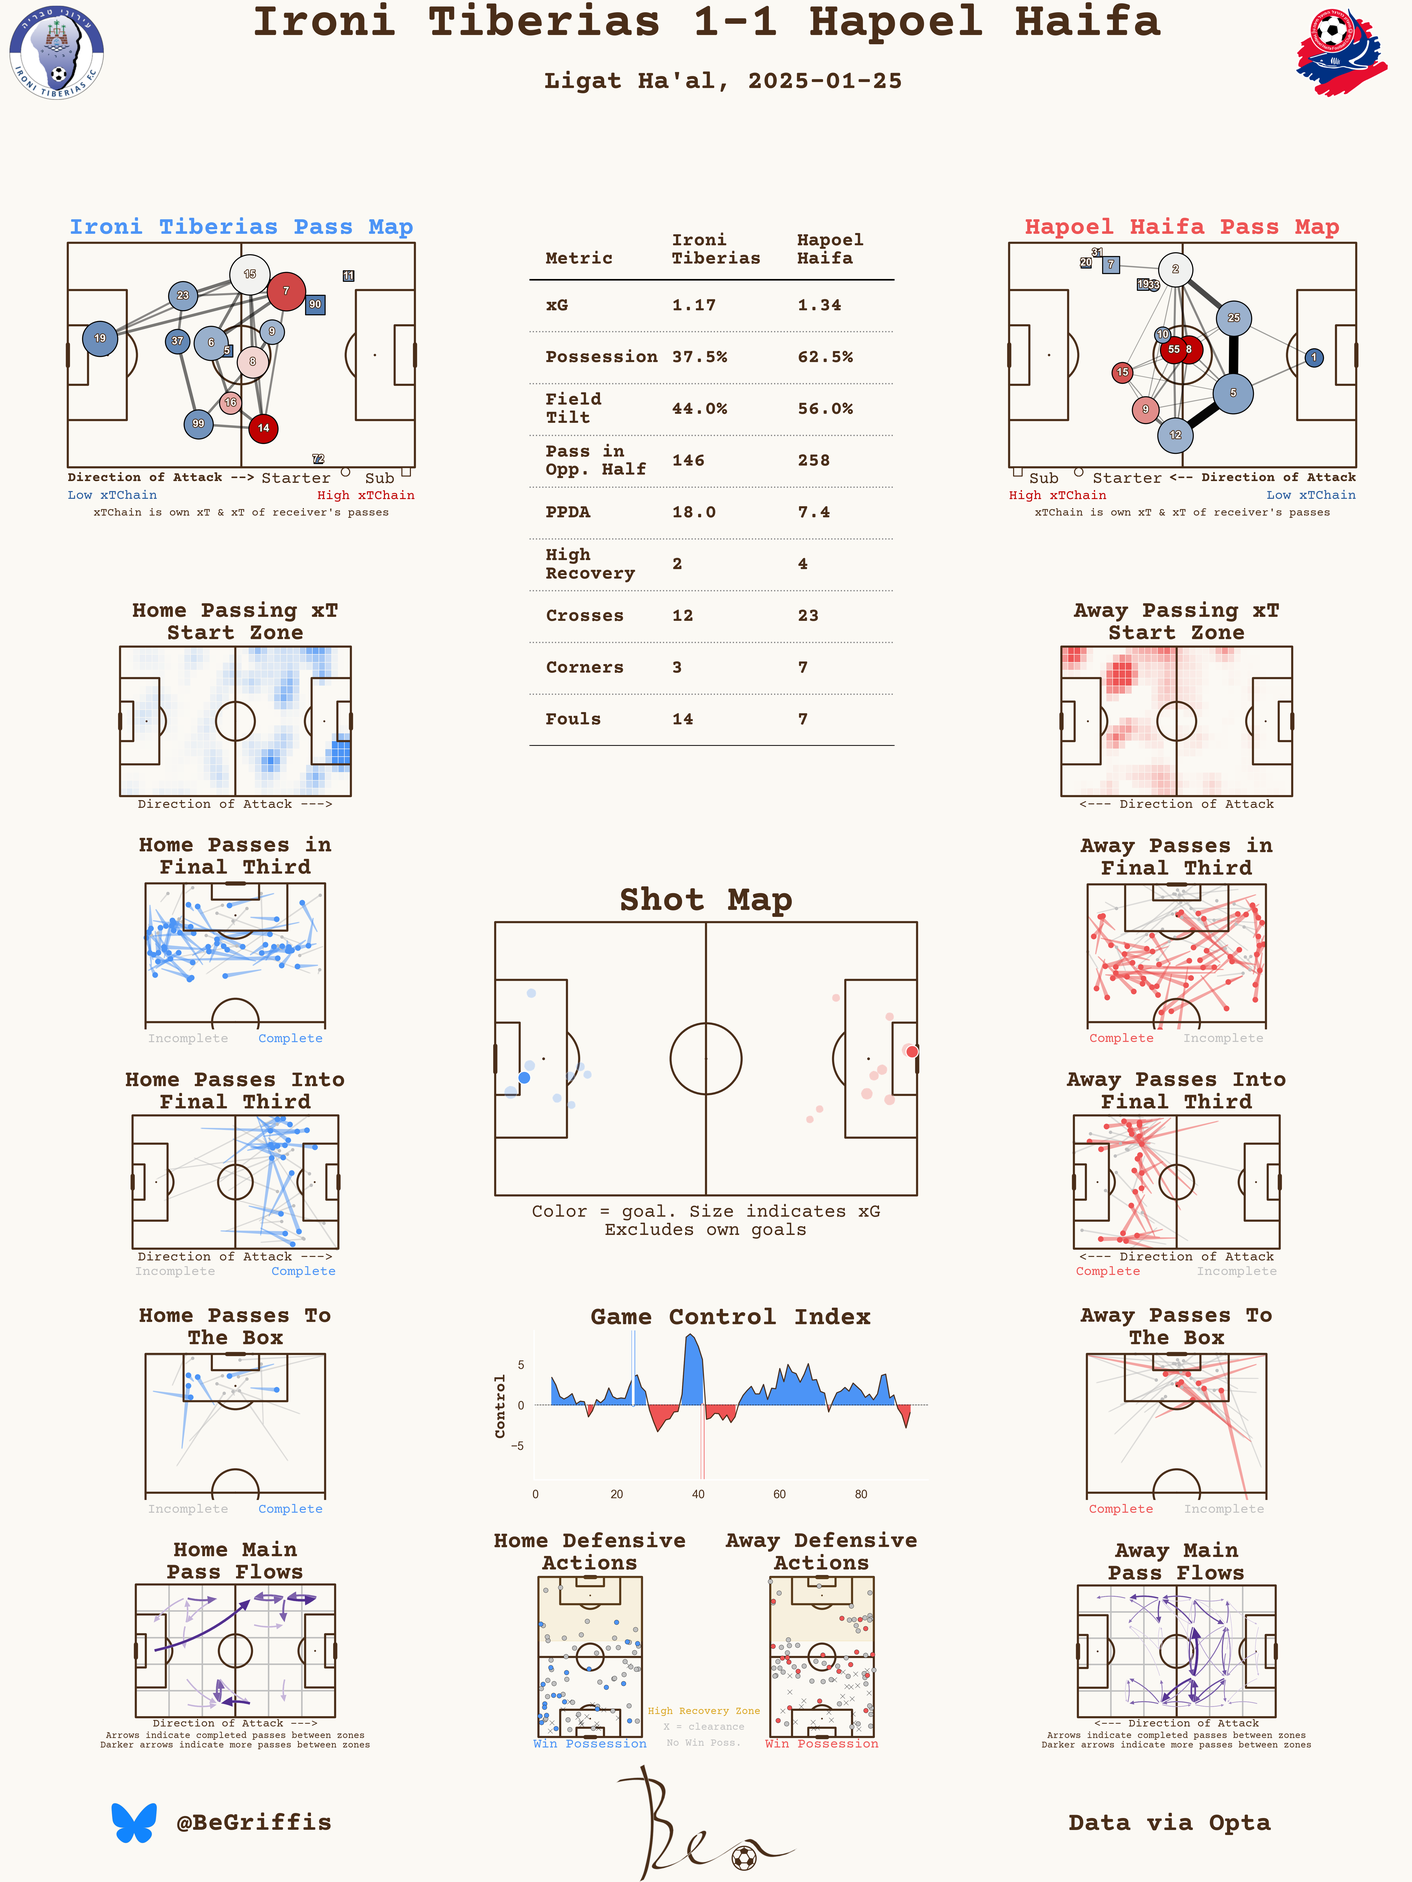 Ironi Tiberias 1-1 Hapoel Haifa
Ligat Ha'al, 2025-01-25
עירוני טבריה
IRONI TIBERIAS F.C
Ironi Tiberias Pass Map
15
7
11
90
23
19
37
6
5
9
8
16
99
14
72
Direction of Attack --> Starter Sub
Low xTChain High xTChain
xTChain is own xT & xT of receiver's passes
Metric Ironi Tiberias Hapoel Haifa
xG 1.17 1.34
Possession 37.5% 62.5%
Field Tilt 44.0% 56.0%
Pass in Opp. Half 146 258
PPDA 18.0 7.4
High Recovery 2 4
Crosses 12 23
Corners 3 7
Fouls 14 7
Hapoel Haifa Pass Map
31
20
7
2
19
33
25
10
55
8
15
1
5
9
12
Sub Starter <-- Direction of Attack
High xTChain Low xTChain
xTChain is own xT & xT of receiver's passes
Home Passing xT
Start Zone
Direction of Attack --->
Away Passing xT
Start Zone
<--- Direction of Attack
Home Passes in
Final Third
Incomplete Complete
Away Passes in
Final Third
Complete Incomplete
Shot Map
Color = goal. Size indicates xG
Excludes own goals
Home Passes Into
Final Third
Direction of Attack --->
Incomplete Complete
Away Passes Into
Final Third
<--- Direction of Attack
Complete Incomplete
Home Passes To
The Box
Incomplete Complete
Game Control Index
Control
5
0
−5
0 20 40 60 80
Away Passes To
The Box
Complete Incomplete
Home Main
Pass Flows
Direction of Attack --->
Arrows indicate completed passes between zones
Darker arrows indicate more passes between zones
Home Defensive
Actions
Win Possession
Away Defensive
Actions
Win Possession
High Recovery Zone
X = clearance
No Win Poss.
Away Main
Pass Flows
<--- Direction of Attack
Arrows indicate completed passes between zones
Darker arrows indicate more passes between zones
@BeGriffis
Ben
Data via Opta